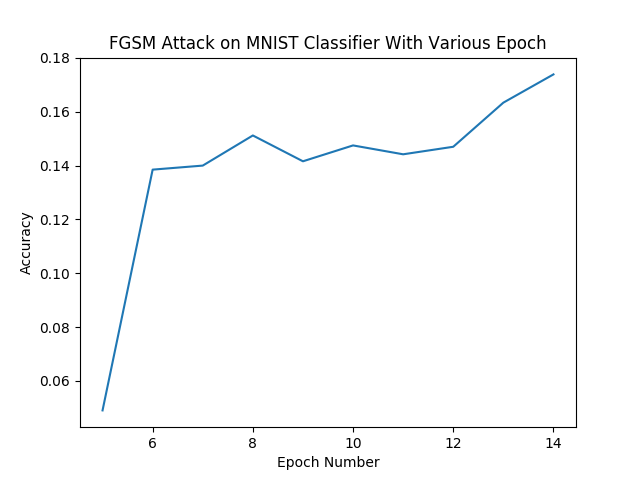 FGSM Attack on MNIST Classifier With Various Epoch
0.18
0.16
0.14
0.12
0.10
0.08
0.06
Accuracy
6 8 10 12 14
Epoch Number